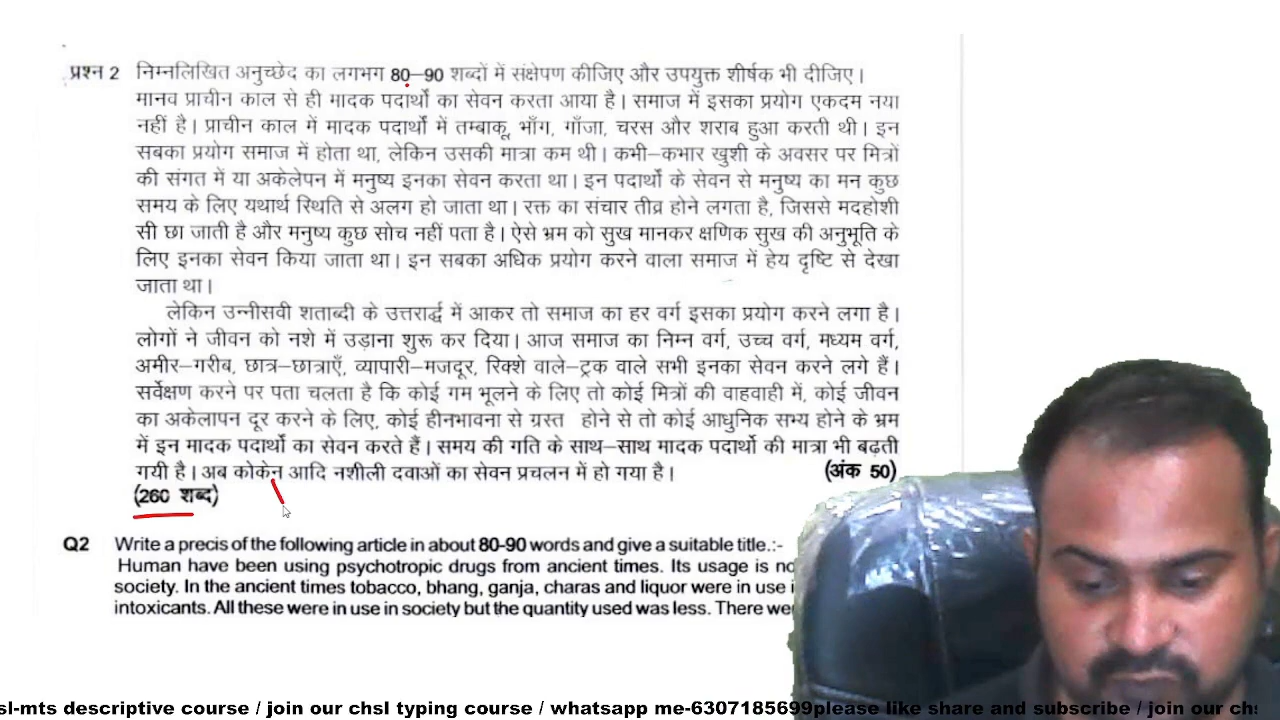 प्रश्न 2 निम्नलिखित अनुच्छेद का लगभग 80–90 शब्दों में संक्षेपण कीजिए और उपयुक्त शीर्षक भी दीजिए।
मानव प्राचीन काल से ही मादक पदार्थों का सेवन करता आया है। समाज में इसका प्रयोग एकदम नया
नहीं है। प्राचीन काल में मादक पदार्थों में तम्बाकू, भाँग, गाँजा, चरस और शराब हुआ करती थी। इन
सबका प्रयोग समाज में होता था, लेकिन उसकी मात्रा कम थी। कभी–कभार खुशी के अवसर पर मित्रों
की संगत में या अकेलेपन में मनुष्य इनका सेवन करता था। इन पदार्थों के सेवन से मनुष्य का मन कुछ
समय के लिए यथार्थ स्थिति से अलग हो जाता था। रक्त का संचार तीव्र होने लगता है, जिससे मदहोशी
सी छा जाती है और मनुष्य कुछ सोच नहीं पता है। ऐसे भ्रम को सुख मानकर क्षणिक सुख की अनुभूति के
लिए इनका सेवन किया जाता था। इन सबका अधिक प्रयोग करने वाला समाज में हेय दृष्टि से देखा
जाता था।
लेकिन उन्नीसवी शताब्दी के उत्तरार्द्ध में आकर तो समाज का हर वर्ग इसका प्रयोग करने लगा है।
लोगों ने जीवन को नशे में उड़ाना शुरू कर दिया। आज समाज का निम्न वर्ग, उच्च वर्ग, मध्यम वर्ग,
अमीर–गरीब, छात्र–छात्राएँ, व्यापारी–मजदूर, रिक्शे वाले–ट्रक वाले सभी इनका सेवन करने लगे हैं।
सर्वेक्षण करने पर पता चलता है कि कोई गम भूलने के लिए तो कोई मित्रों की वाहवाही में, कोई जीवन
का अकेलापन दूर करने के लिए, कोई हीनभावना से ग्रस्त होने से तो कोई आधुनिक सभ्य होने के भ्रम
में इन मादक पदार्थों का सेवन करते हैं। समय की गति के साथ–साथ मादक पदार्थों की मात्रा भी बढ़ती
गयी है। अब कोकेन आदि नशीली दवाओं का सेवन प्रचलन में हो गया है। (अंक 50)
(260 शब्द)
Q2 Write a precis of the following article in about 80-90 words and give a suitable title.:-
Human have been using psychotropic drugs from ancient times. Its usage is
society. In the ancient times tobacco, bhang, ganja, charas and liquor were in use
intoxicants. All these were in use in society but the quantity used was less. There
sl-mts descriptive course / join our chsl typing course / whatsapp me-6307185699please like share and subscribe / join our chs